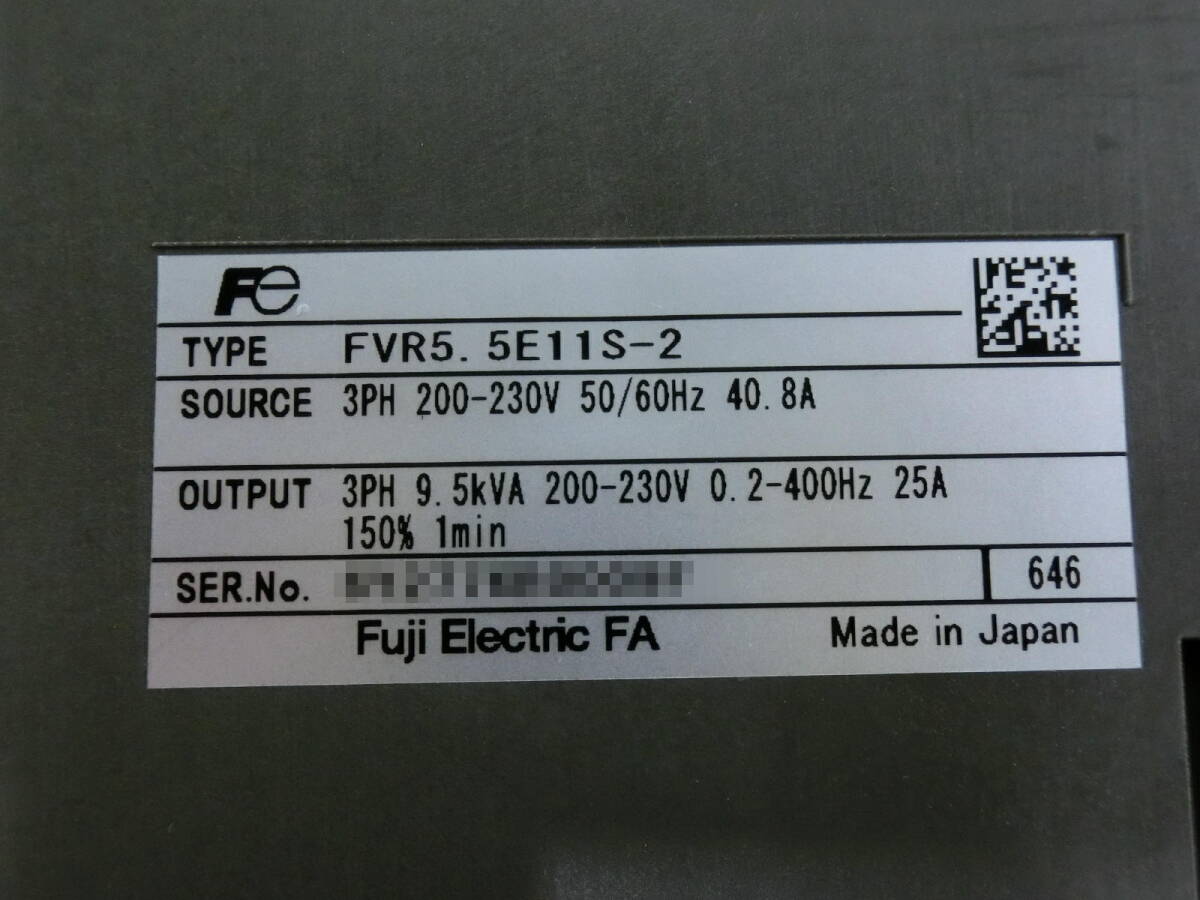 Fe
TYPE FVR5.5E11S-2
SOURCE 3PH 200-230V 50/60Hz 40.8A
OUTPUT 3PH 9.5kVA 200-230V 0.2-400Hz 25A
150% 1min
SER.No.
646
Fuji Electric FA Made in Japan